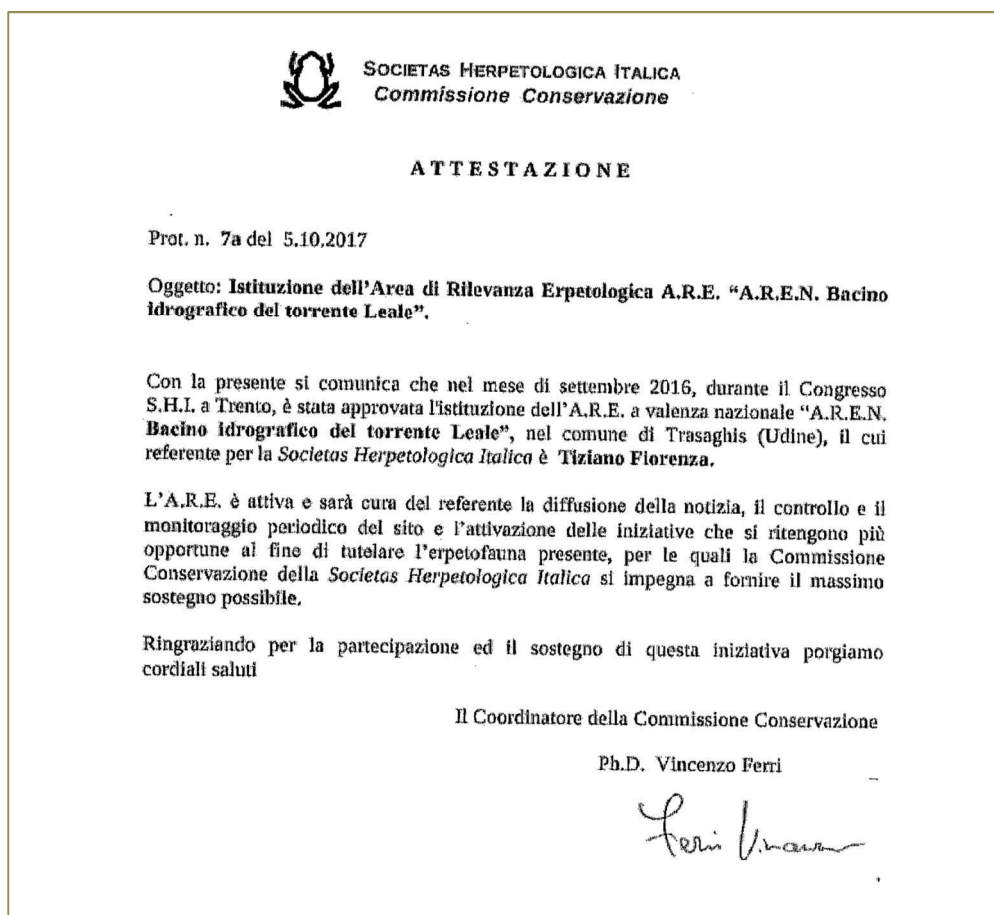 SOCIETAS HERPETOLOGICA ITALICA
Commissione Conservazione
ATTESTAZIONE
Prot. n. 7a del 5.10.2017
Oggetto: Istituzione dell'Area di Rilevanza Erpetologica A.R.E. “A.R.E.N. Bacino
idrografico del torrente Leale”.
Con la presente si comunica che nel mese di settembre 2016, durante il Congresso
S.H.I. a Trento, è stata approvata l'istituzione dell'A.R.E. a valenza nazionale “A.R.E.N.
Bacino idrografico del torrente Leale”, nel comune di Trasaghis (Udine), il cui
referente per la Societas Herpetologica Italica è Tiziano Fiorenza.
L'A.R.E. è attiva e sarà cura del referente la diffusione della notizia, il controllo e il
monitoraggio periodico del sito e l'attivazione delle iniziative che si ritengono più
opportune al fine di tutelare l'erpetofauna presente, per le quali la Commissione
Conservazione della Societas Herpetologica Italica si impegna a fornire il massimo
sostegno possibile.
Ringraziando per la partecipazione ed il sostegno di questa iniziativa porgiamo
cordiali saluti
Il Coordinatore della Commissione Conservazione
Ph.D. Vincenzo Ferri